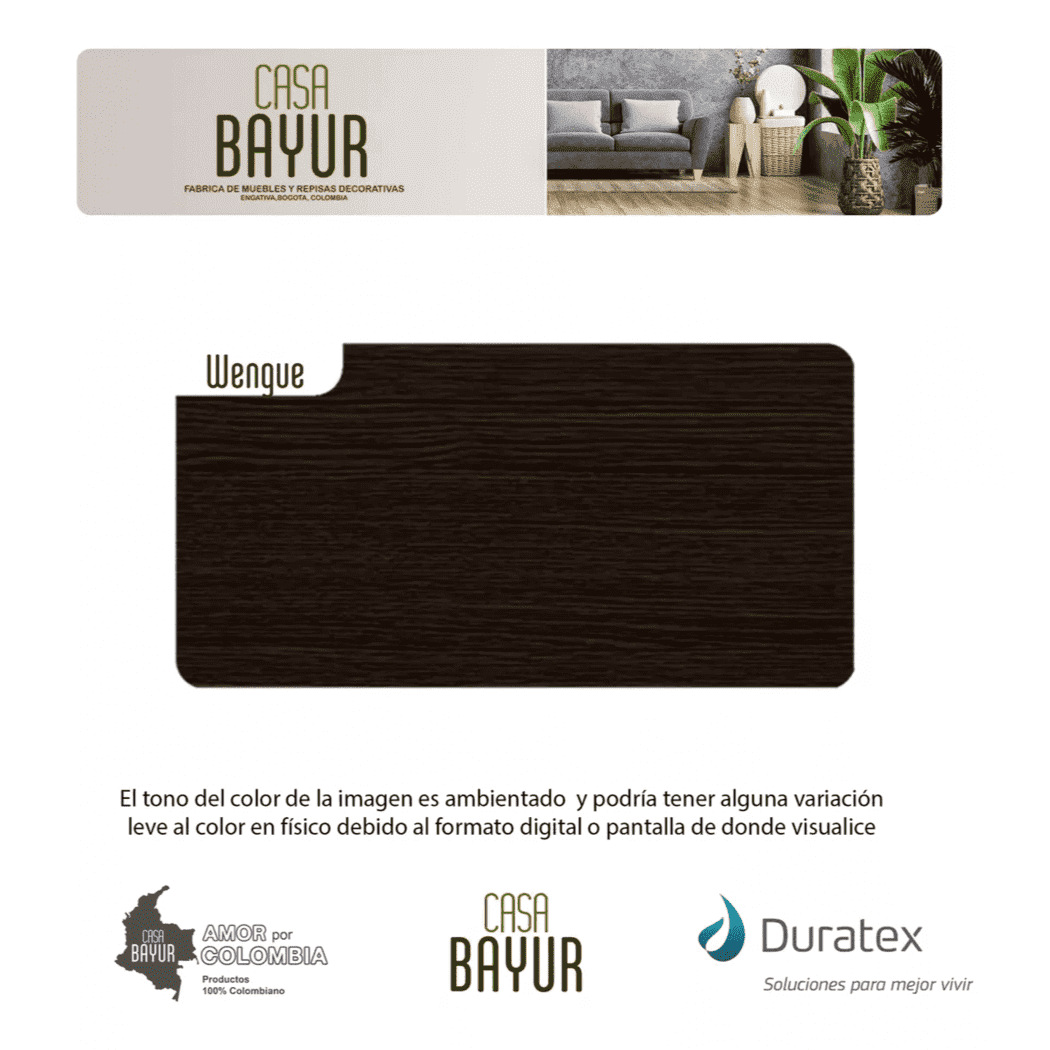 CASA
BAYUR
FABRICA DE MUEBLES Y REPISAS DECORATIVAS
ENGATIVA,BOGOTA, COLOMBIA
Wengue
El tono del color de la imagen es ambientado y podría tener alguna variación
leve al color en físico debido al formato digital o pantalla de donde visualice
CASA
BAYUR
AMOR por
COLOMBIA
Productos
100% Colombiano
CASA
BAYUR
Duratex
Soluciones para mejor vivir